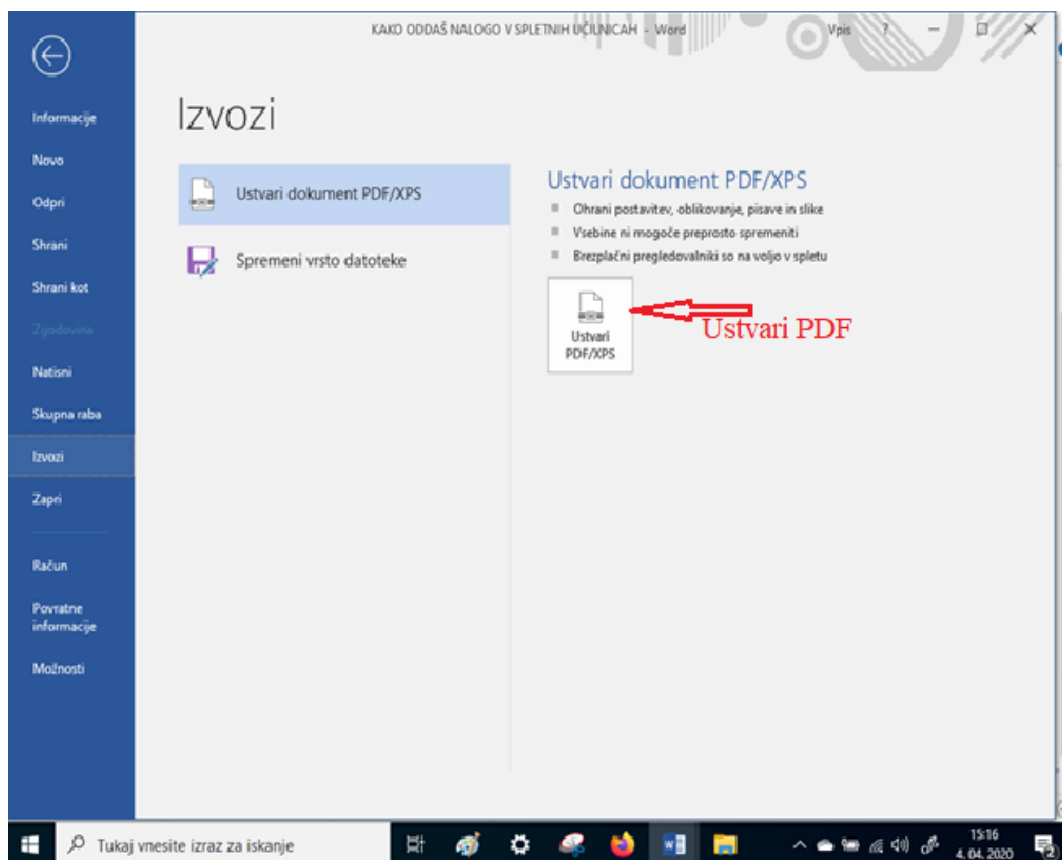 KAKO ODDAŠ NALOGO V SPLETNIH UČILNICAH - Word
Vpis ?
Informacije
Novo
Odpri
Shrani
Shrani kot
Zgodovina
Natisni
Skupna raba
Izvozi
Zapri
Račun
Povratne
informacije
Možnosti
Izvozi
Ustvari dokument PDF/XPS
Spremeni vrsto datoteke
Ustvari dokument PDF/XPS
Ohrani postavitev, oblikovanje, pisave in slike
Vsebine ni mogoče preprosto spremeniti
Brezplačni pregledovalniki so na voljo v spletu
Ustvari
PDF/XPS
Ustvari PDF
Tukaj vnesite izraz za iskanje
15:16
4. 04. 2020